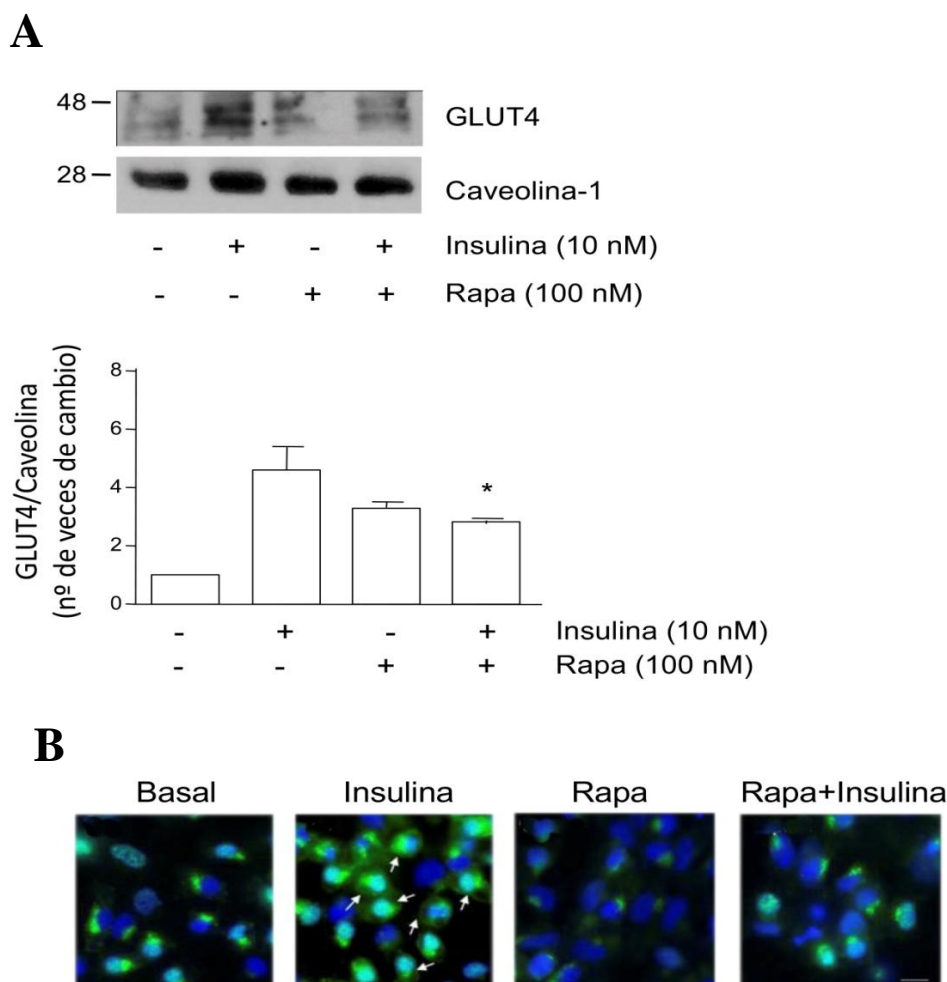 A
48
GLUT4
28
Caveolina-1
- + - + Insulina (10 nM)
- - + + Rapa (100 nM)
GLUT4/Caveolina
(nº de veces de cambio)
8
6
4
2
0
*
- + - + Insulina (10 nM)
- - + + Rapa (100 nM)
B
Basal Insulina Rapa Rapa+Insulina